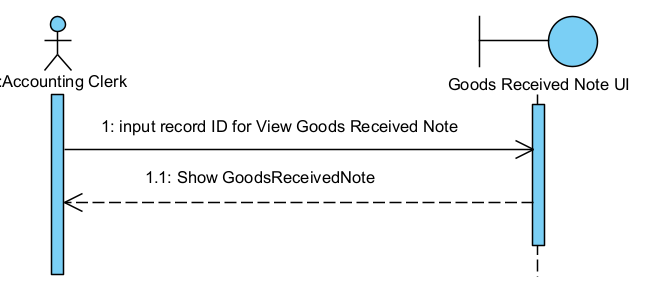 :Accounting Clerk
Goods Received Note UI
1: input record ID for View Goods Received Note
1.1: Show GoodsReceivedNote